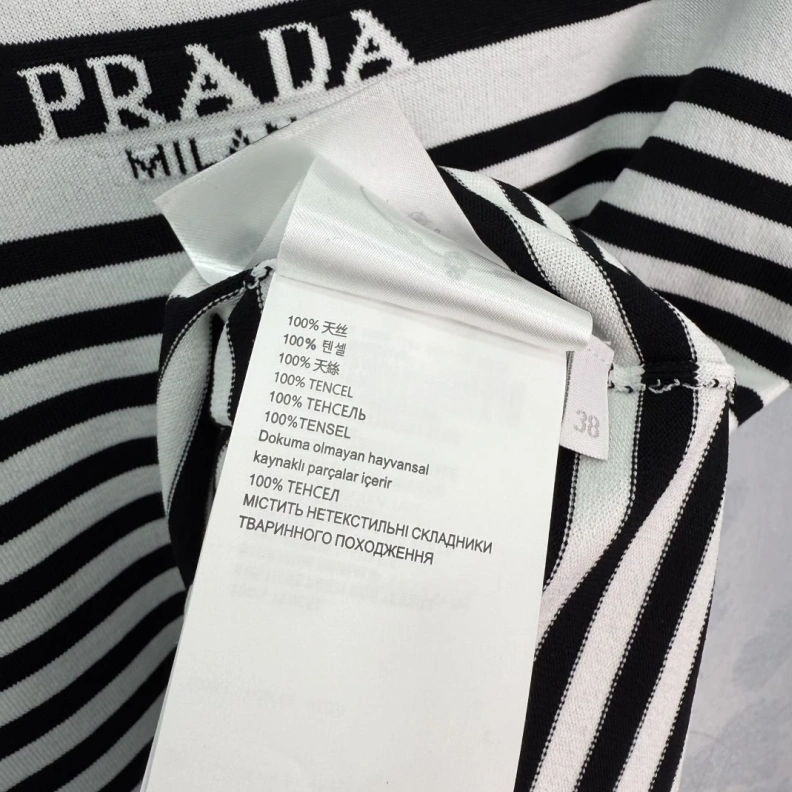 PRADA
MILAN
100% 天丝
100% 텐셀
100% 天絲
100% TENCEL
100% ТЕНСЕЛЬ
100%TENSEL
Dokuma olmayan hayvansal
kaynaklı parçalar içerir
100% ТЕНСЕЛ
МІСТИТЬ НЕТЕКСТИЛЬНІ СКЛАДНИКИ
ТВАРИННОГО ПОХОДЖЕННЯ
38